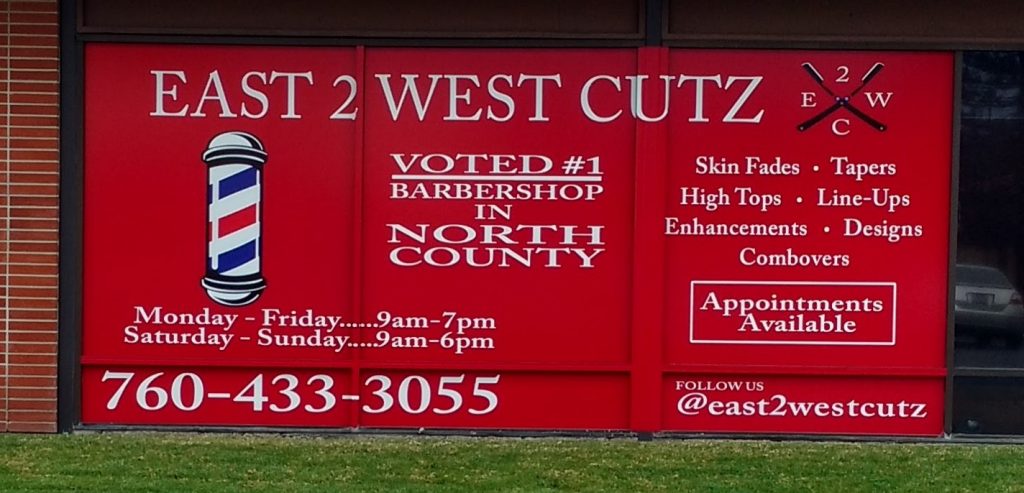 EAST 2 WEST CUTZ
2
E W
C
VOTED #1
BARBERSHOP
IN
NORTH
COUNTY
Skin Fades • Tapers
High Tops • Line-Ups
Enhancements • Designs
Combovers
Appointments
Available
Monday - Friday......9am-7pm
Saturday - Sunday.....9am-6pm
760-433-3055
FOLLOW US
@east2westcutz